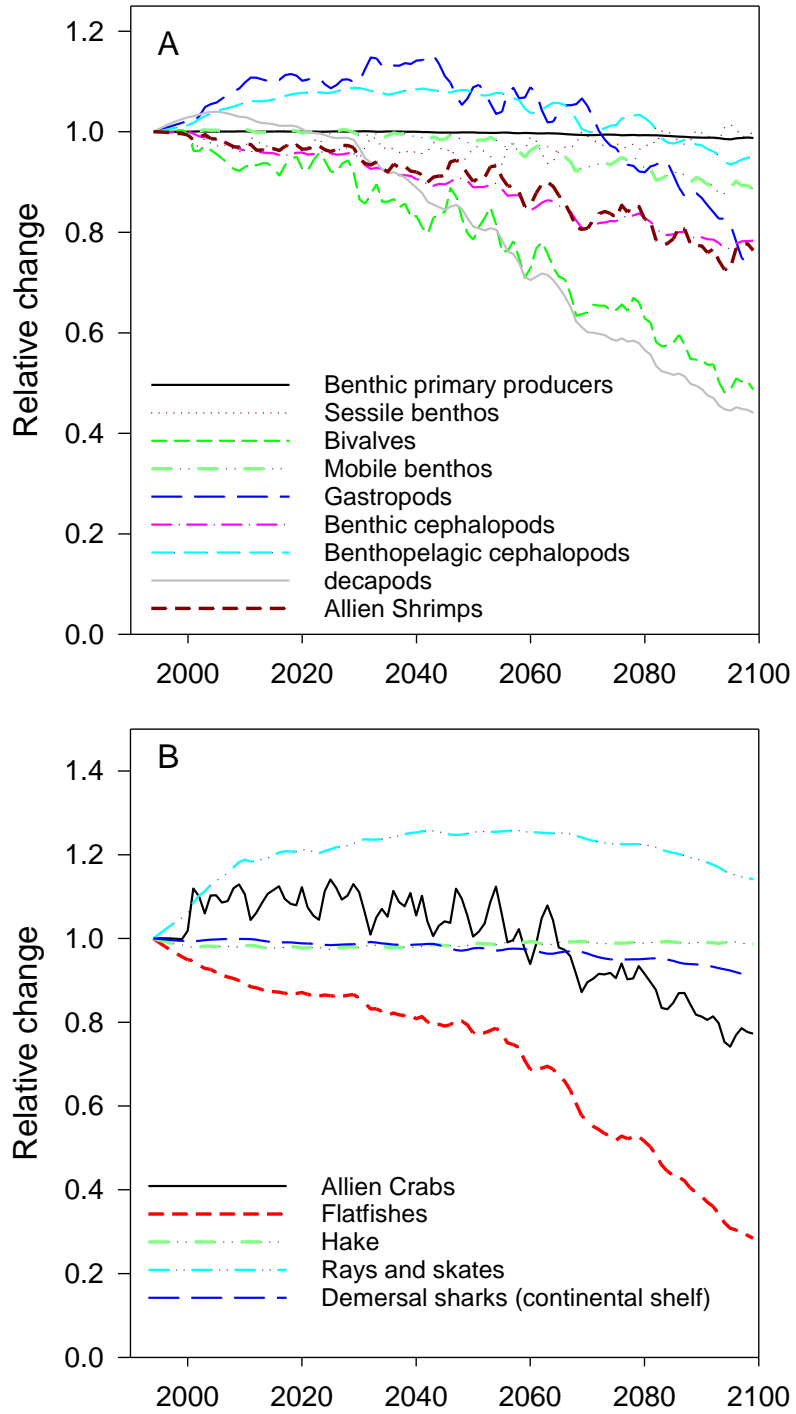 A
1.2
1.0
0.8
0.6
0.4
0.2
0.0
Relative change
Benthic primary producers
Sessile benthos
Bivalves
Mobile benthos
Gastropods
Benthic cephalopods
Benthopelagic cephalopods
decapods
Allien Shrimps
2000 2020 2040 2060 2080 2100
B
1.4
1.2
1.0
0.8
0.6
0.4
0.2
0.0
Relative change
Allien Crabs
Flatfishes
Hake
Rays and skates
Demersal sharks (continental shelf)
2000 2020 2040 2060 2080 2100